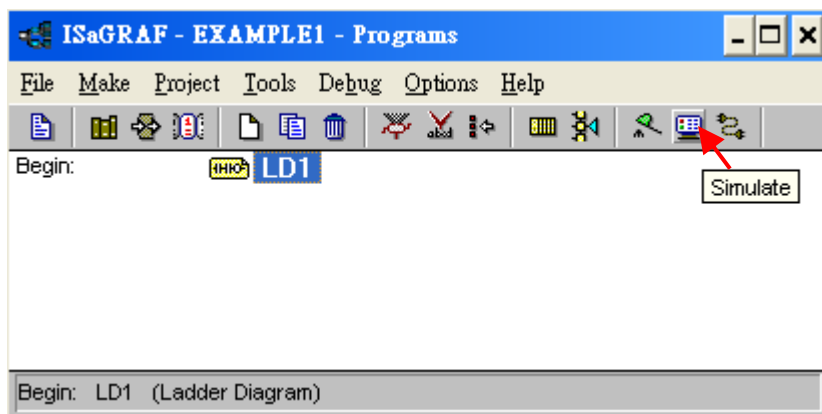 ISaGRAF - EXAMPLE1 - Programs
File Make Project Tools Debug Options Help
Begin: LD1
Simulate
Begin: LD1 (Ladder Diagram)